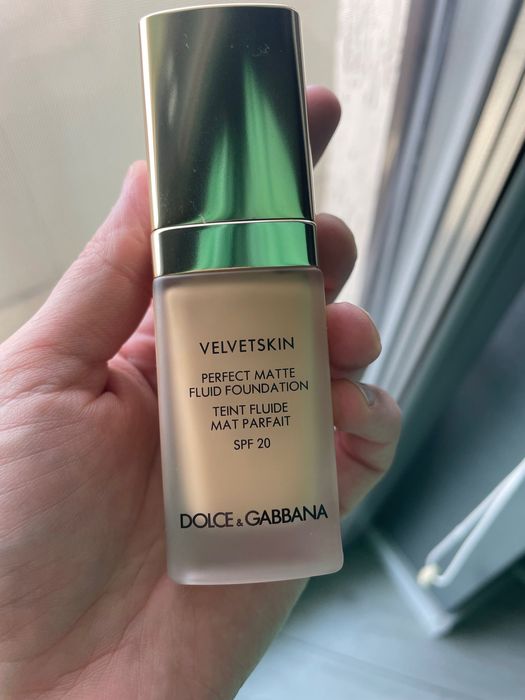 VELVETSKIN
PERFECT MATTE
FLUID FOUNDATION
TEINT FLUIDE
MAT PARFAIT
SPF 20
DOLCE & GABBANA